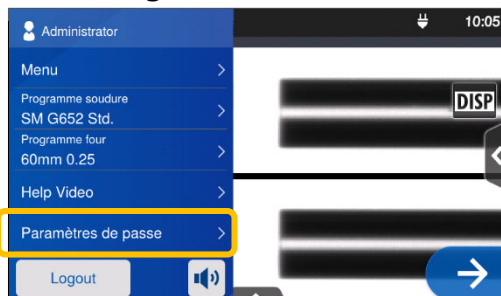 Administrator
10:05
Menu
Programme soudure
SM G652 Std.
DISP
Programme four
60mm 0.25
Help Video
Paramètres de passe
Logout